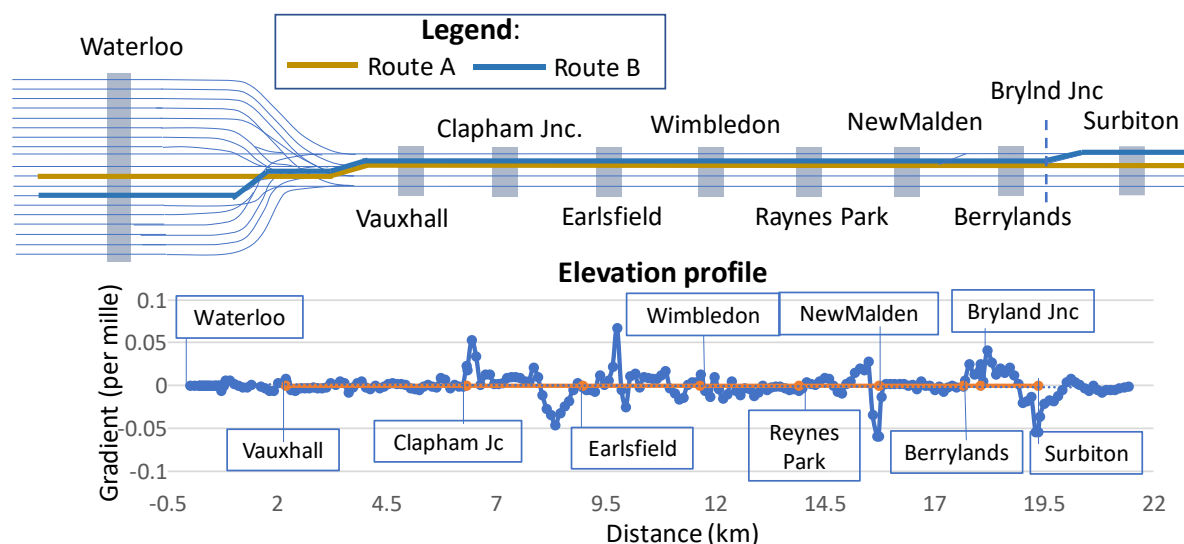 Legend:
Route A
Route B
Waterloo
Clapham Jnc.
Wimbledon
NewMalden
Brylnd Jnc
Surbiton
Vauxhall
Earlsfield
Raynes Park
Berrylands
Elevation profile
Gradient (per mille)
0.1
0.05
0
-0.05
-0.1
Waterloo
Wimbledon
NewMalden
Bryland Jnc
Vauxhall
Clapham Jc
Earlsfield
Reynes
Park
Berrylands
Surbiton
-0.5
2
4.5
7
9.5
12
14.5
17
19.5
22
Distance (km)